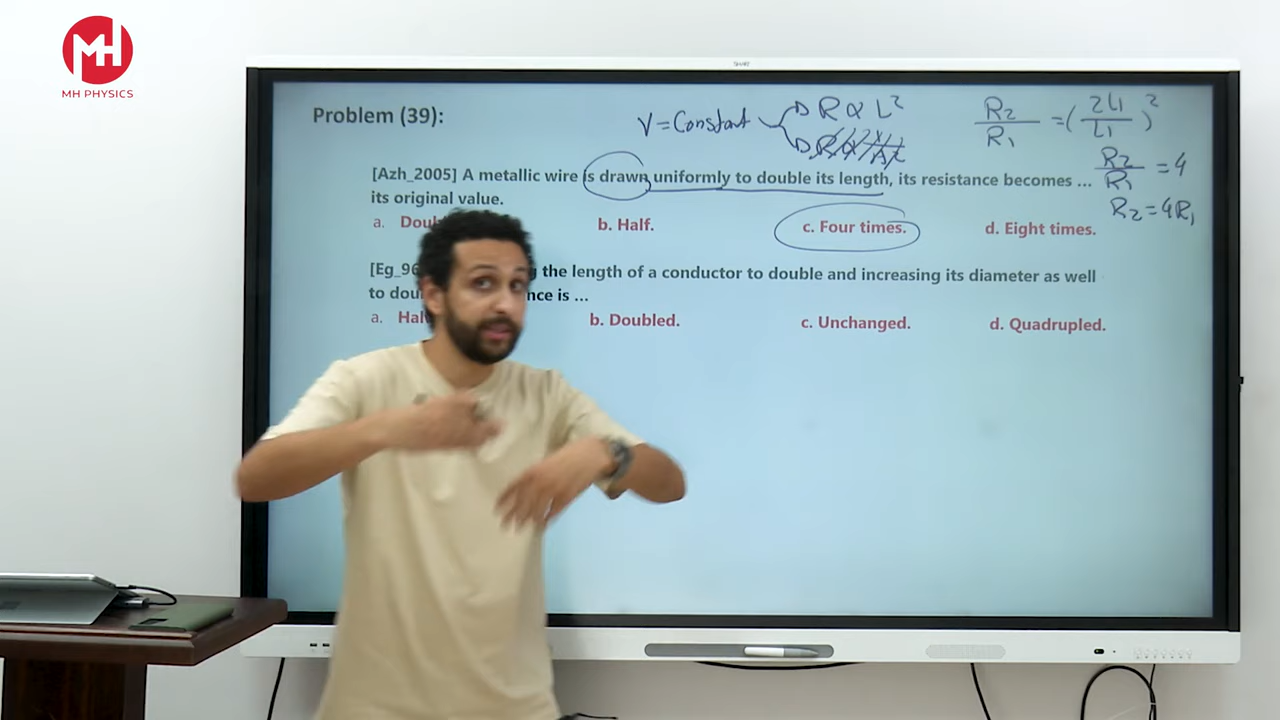 MH
MH PHYSICS
SMART
Problem (39):
V = Constant
R α L²
R₂/R₁ = (2L₁/L₁)²
R₂/R₁ = 4
R₂ = 4R₁
[Azh_2005] A metallic wire is drawn uniformly to double its length, its resistance becomes ...
its original value.
a. Dou
b. Half.
c. Four times.
d. Eight times.
[Eg_96 the length of a conductor to double and increasing its diameter as well
to dou nce is ...
a. Hal
b. Doubled.
c. Unchanged.
d. Quadrupled.